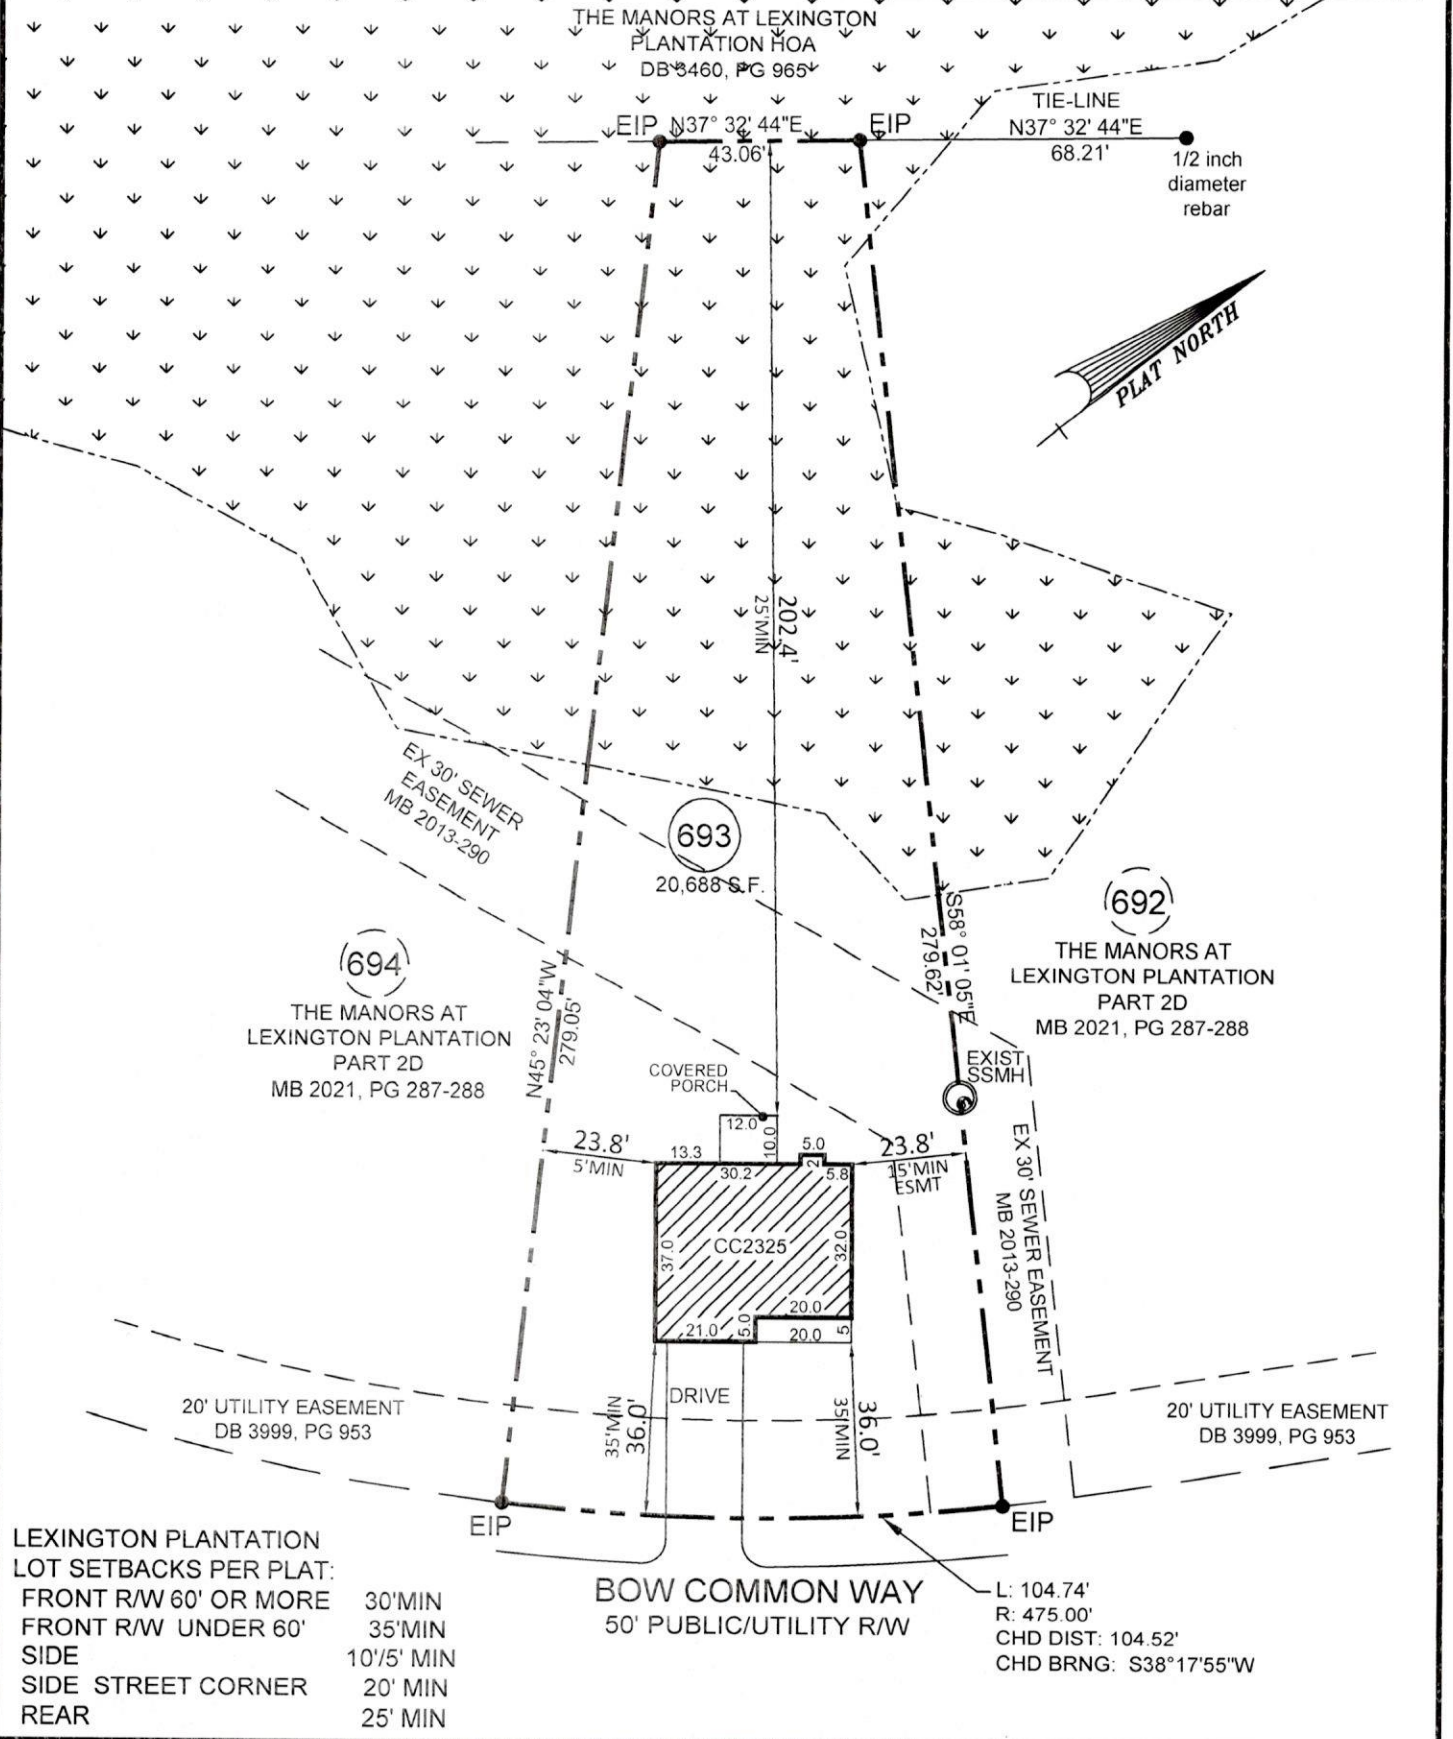 THE MANORS AT LEXINGTON
PLANTATION HOA
DB 3460, PG 965
EIP
N37° 32' 44"E
43.06'
EIP
TIE-LINE
N37° 32' 44"E
68.21'
1/2 inch
diameter
rebar
PLAT NORTH
202.4'
25'MIN
EX 30' SEWER
EASEMENT
MB 2013-290
693
20,688 S.F.
694
THE MANORS AT
LEXINGTON PLANTATION
PART 2D
MB 2021, PG 287-288
N45° 23' 04"W
279.05'
S58° 01' 05"E
279.62'
692
THE MANORS AT
LEXINGTON PLANTATION
PART 2D
MB 2021, PG 287-288
EXIST
SSMH
COVERED
PORCH
12.0
10.0
23.8'
5'MIN
13.3
30.2
5.0
2
5.8
23.8'
15'MIN
ESMT
EX 30' SEWER EASEMENT
MB 2013-290
37.0
CC2325
32.0
20.0
21.0
5.0
20.0
5
35'MIN
36.0'
DRIVE
36.0'
35'MIN
20' UTILITY EASEMENT
DB 3999, PG 953
20' UTILITY EASEMENT
DB 3999, PG 953
EIP
EIP
BOW COMMON WAY
50' PUBLIC/UTILITY R/W
L: 104.74'
R: 475.00'
CHD DIST: 104.52'
CHD BRNG: S38°17'55"W
LEXINGTON PLANTATION
LOT SETBACKS PER PLAT:
FRONT R/W 60' OR MORE 30'MIN
FRONT R/W UNDER 60' 35'MIN
SIDE 10'/5' MIN
SIDE STREET CORNER 20' MIN
REAR 25' MIN